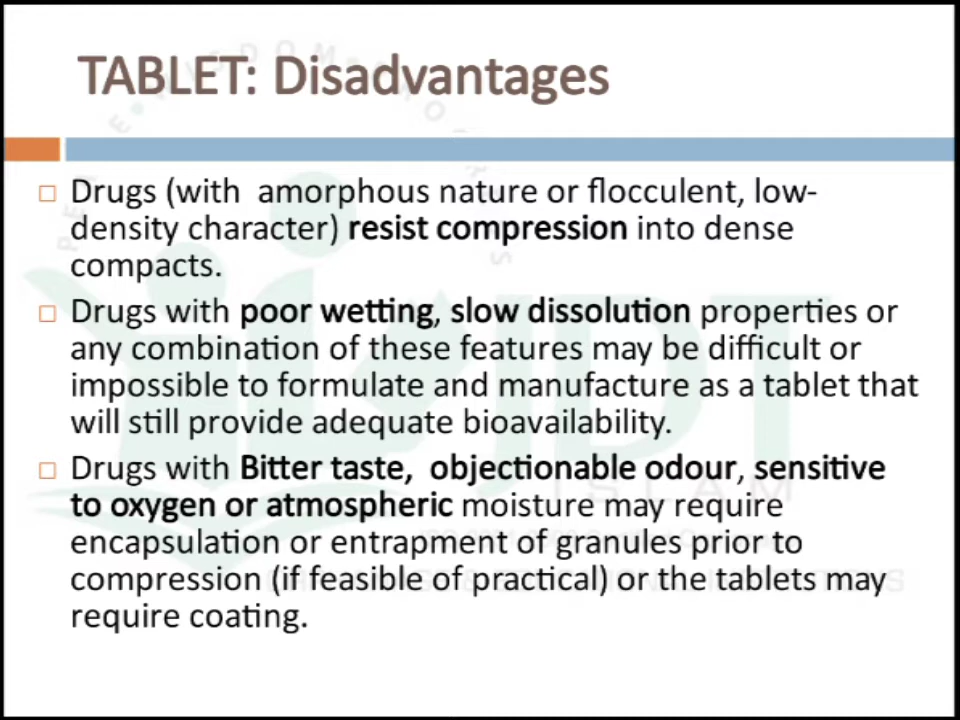 TABLET: Disadvantages
Drugs (with amorphous nature or flocculent, low-
density character) resist compression into dense
compacts.
Drugs with poor wetting, slow dissolution properties or
any combination of these features may be difficult or
impossible to formulate and manufacture as a tablet that
will still provide adequate bioavailability.
Drugs with Bitter taste, objectionable odour, sensitive
to oxygen or atmospheric moisture may require
encapsulation or entrapment of granules prior to
compression (if feasible of practical) or the tablets may
require coating.
ISLAM